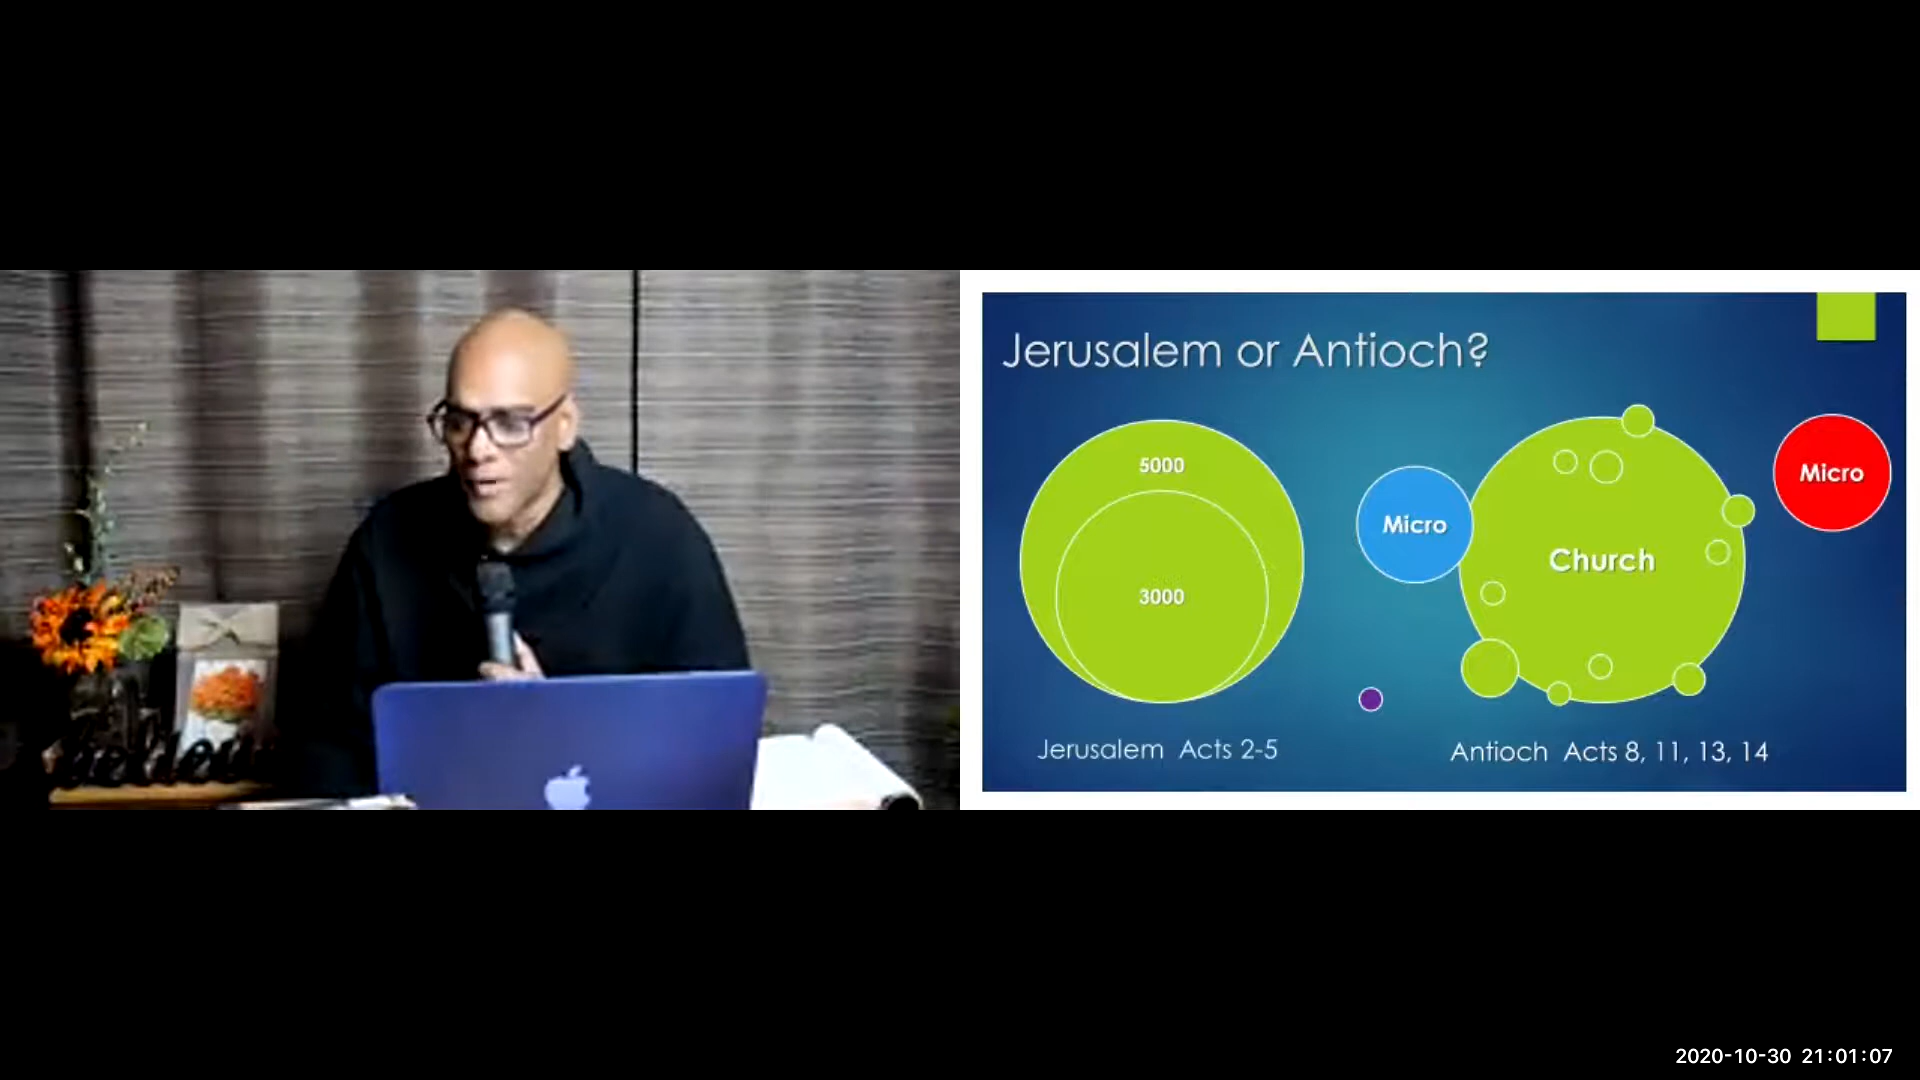 Jerusalem or Antioch?
5000
3000
Micro
Church
Micro
Jerusalem Acts 2-5
Antioch Acts 8, 11, 13, 14
believe
2020-10-30 21:01:07